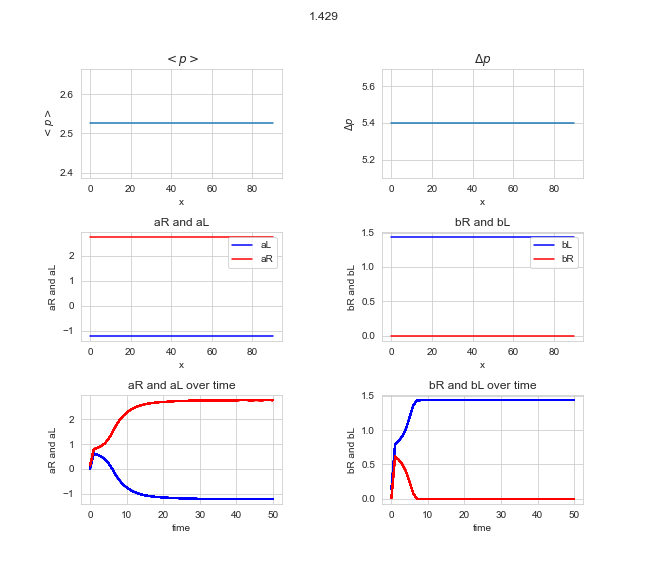 1.429
< p >
Δp
< p >
2.6
2.5
2.4
0 20 40 60 80
x
Δp
5.6
5.4
5.2
0 20 40 60 80
x
aR and aL
bR and bL
aR and aL
2
1
0
−1
aL
aR
0 20 40 60 80
x
bR and bL
1.5
1.0
0.5
0.0
bL
bR
0 20 40 60 80
x
aR and aL over time
bR and bL over time
aR and aL
2
1
0
−1
0 10 20 30 40 50
time
bR and bL
1.5
1.0
0.5
0.0
0 10 20 30 40 50
time